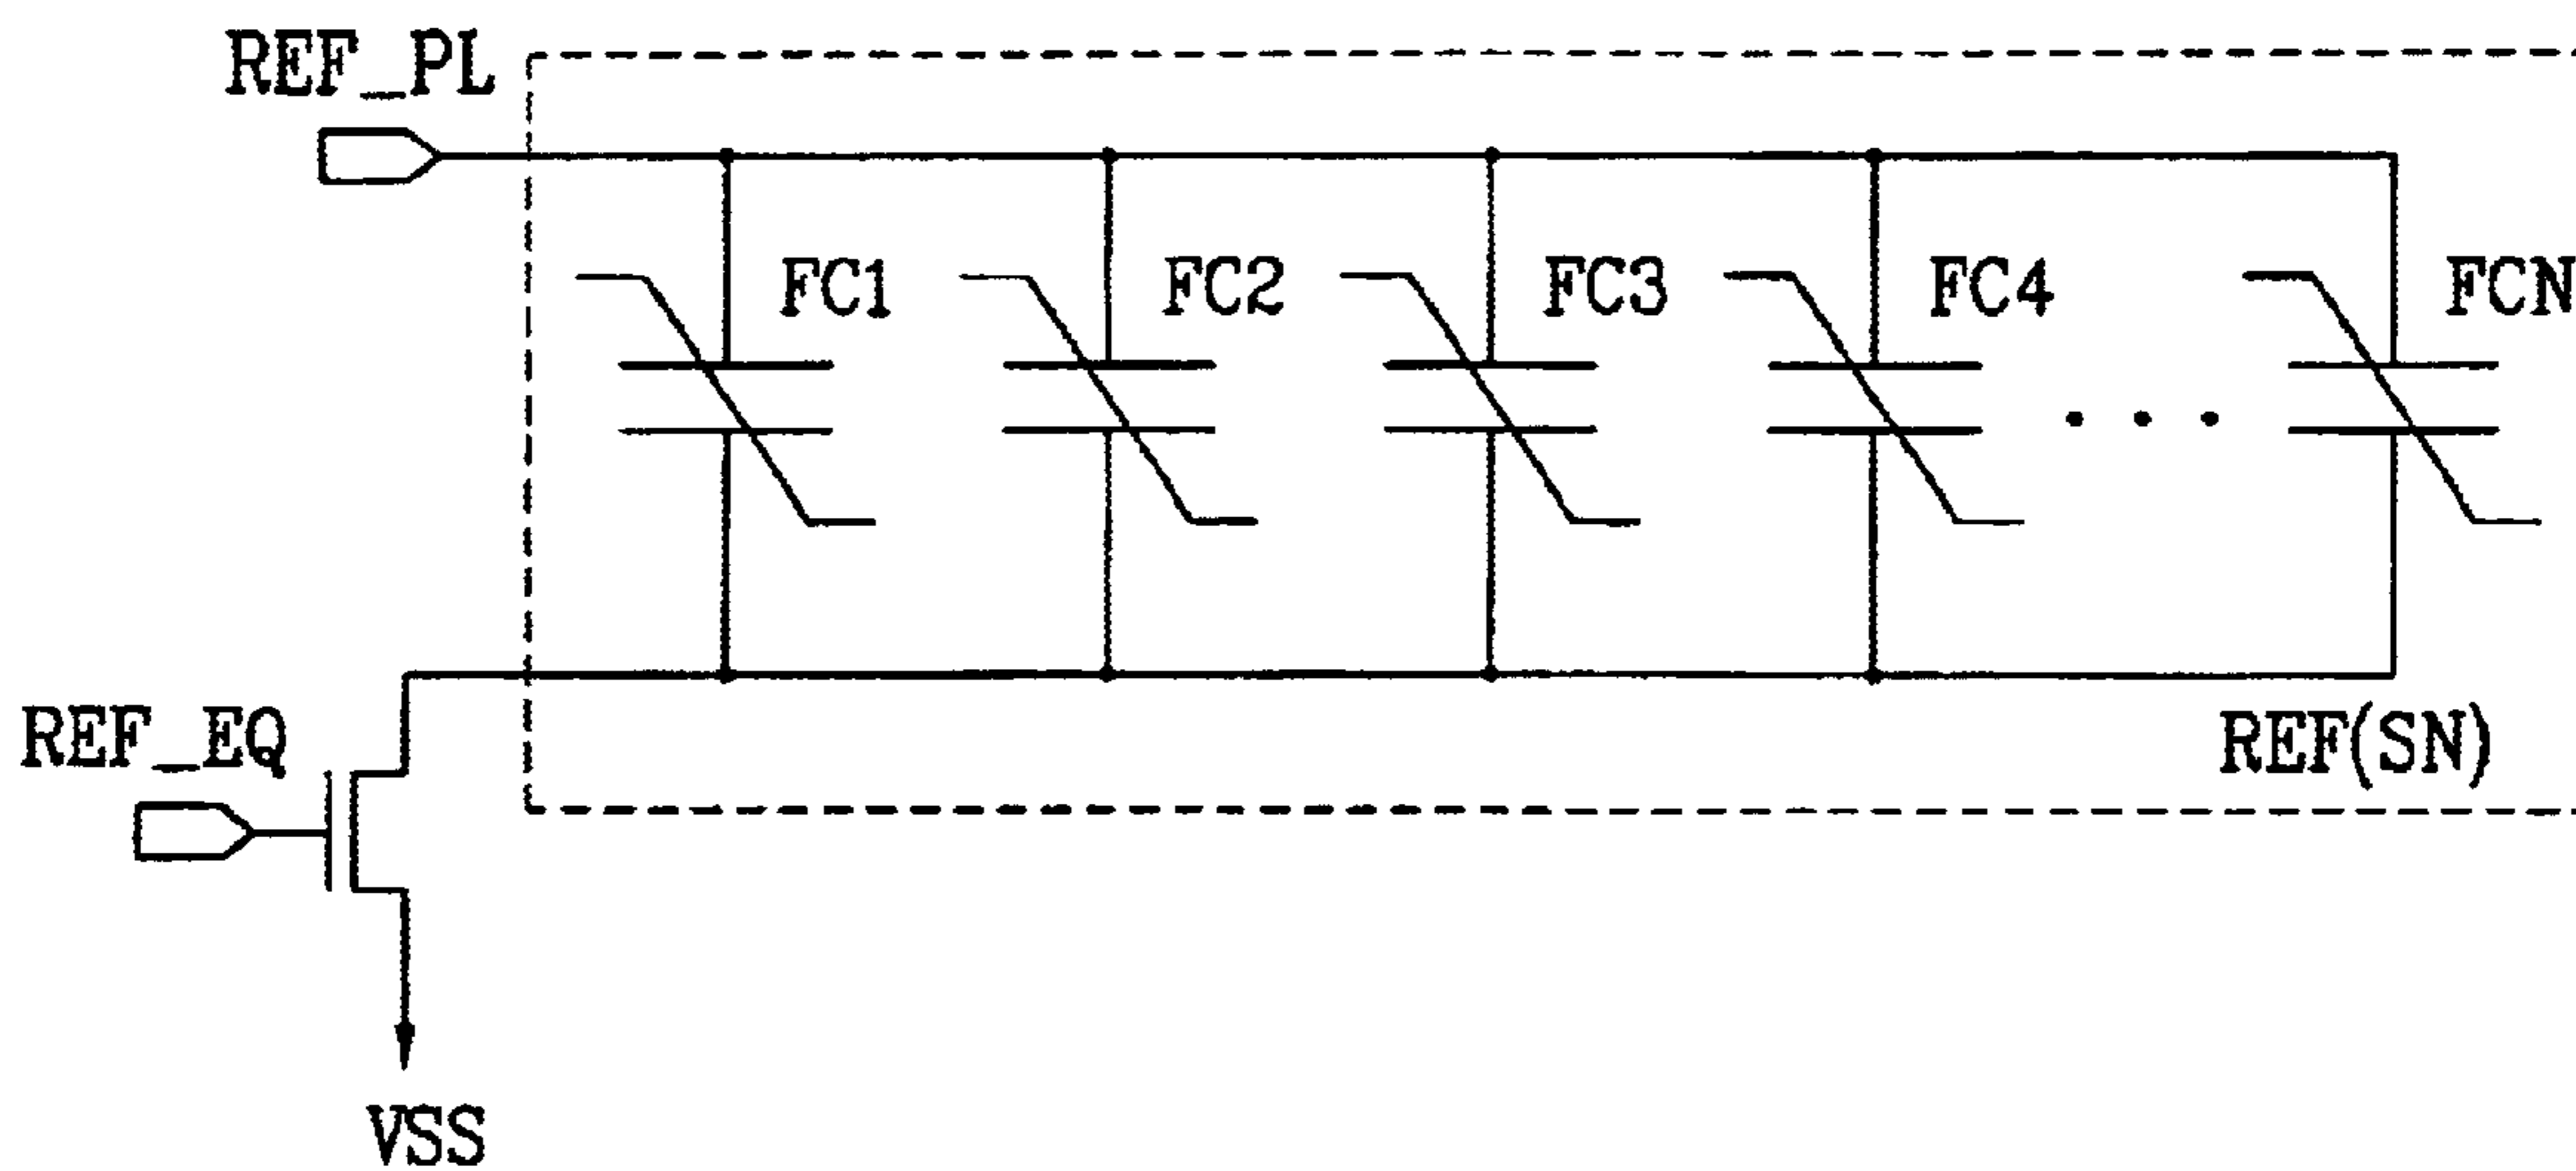 REF_PL
FC1 FC2 FC3 FC4 FCN
REF_EQ
REF(SN)
VSS